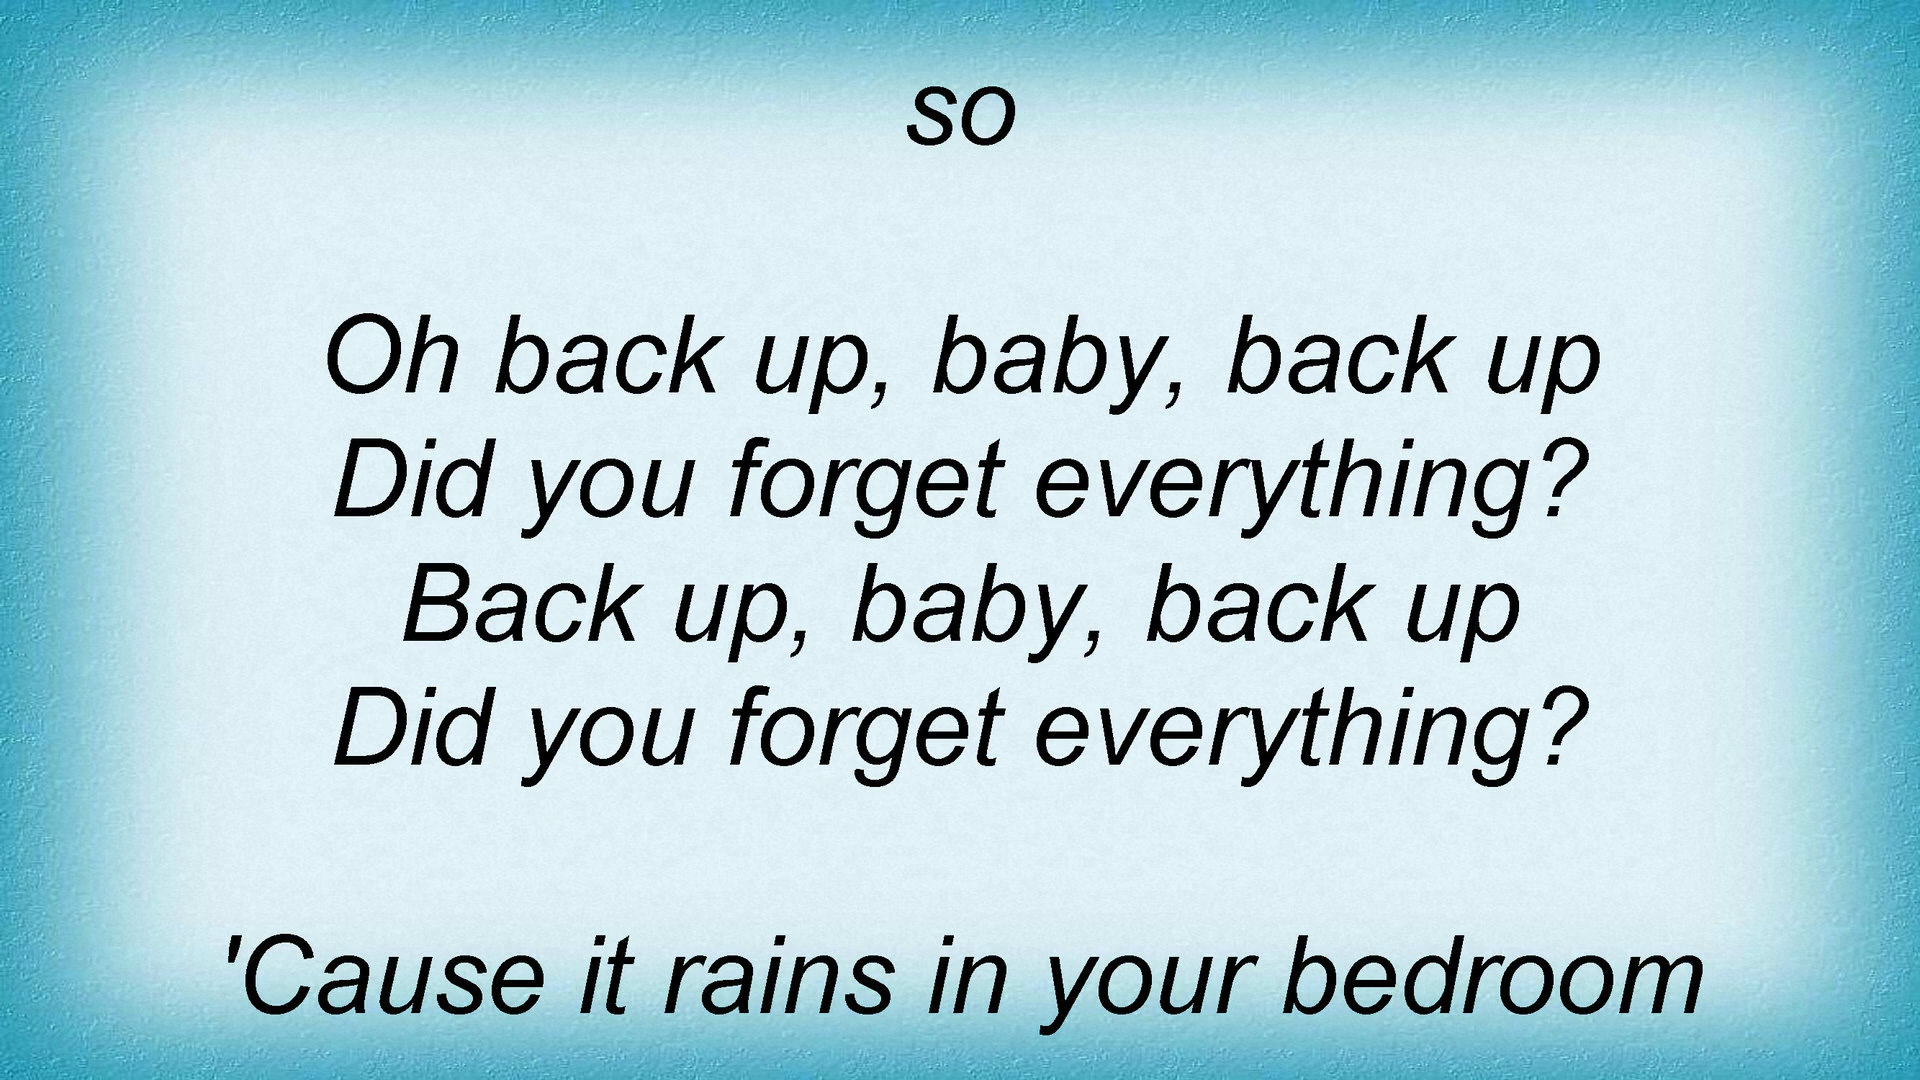 so
Oh back up, baby, back up
Did you forget everything?
Back up, baby, back up
Did you forget everything?
'Cause it rains in your bedroom